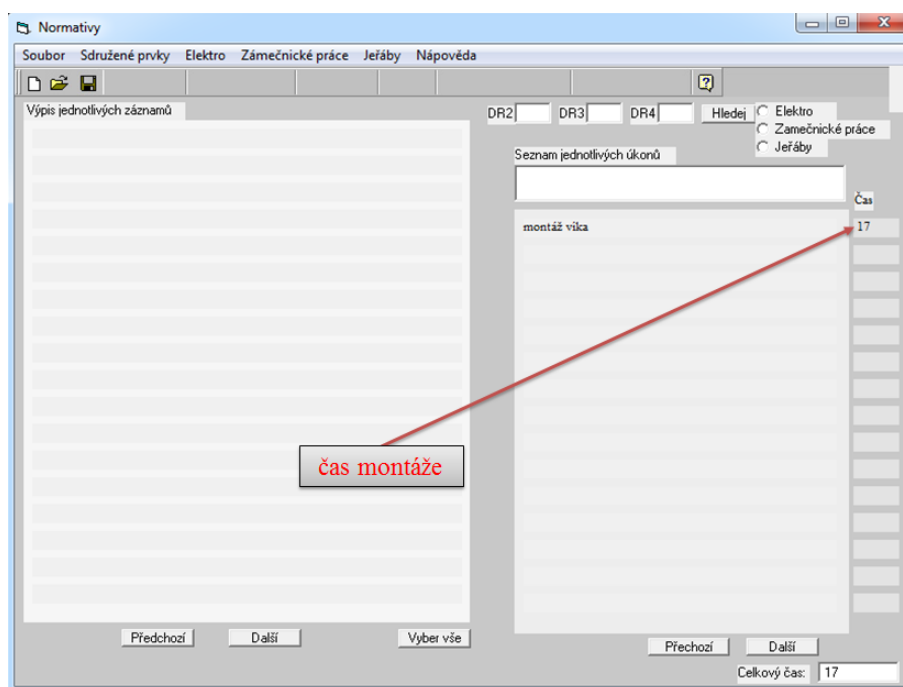 Normativy
Soubor Sdružené prvky Elektro Zámečnické práce Jeřáby Nápověda
Výpis jednotlivých záznamů
DR2 DR3 DR4 Hledej
Elektro
Zamečnické práce
Jeřáby
Seznam jednotlivých úkonů
Čas
montáž vika 17
čas montáže
Předchozí Další Vyber vše
Přechozí Další
Celkový čas: 17